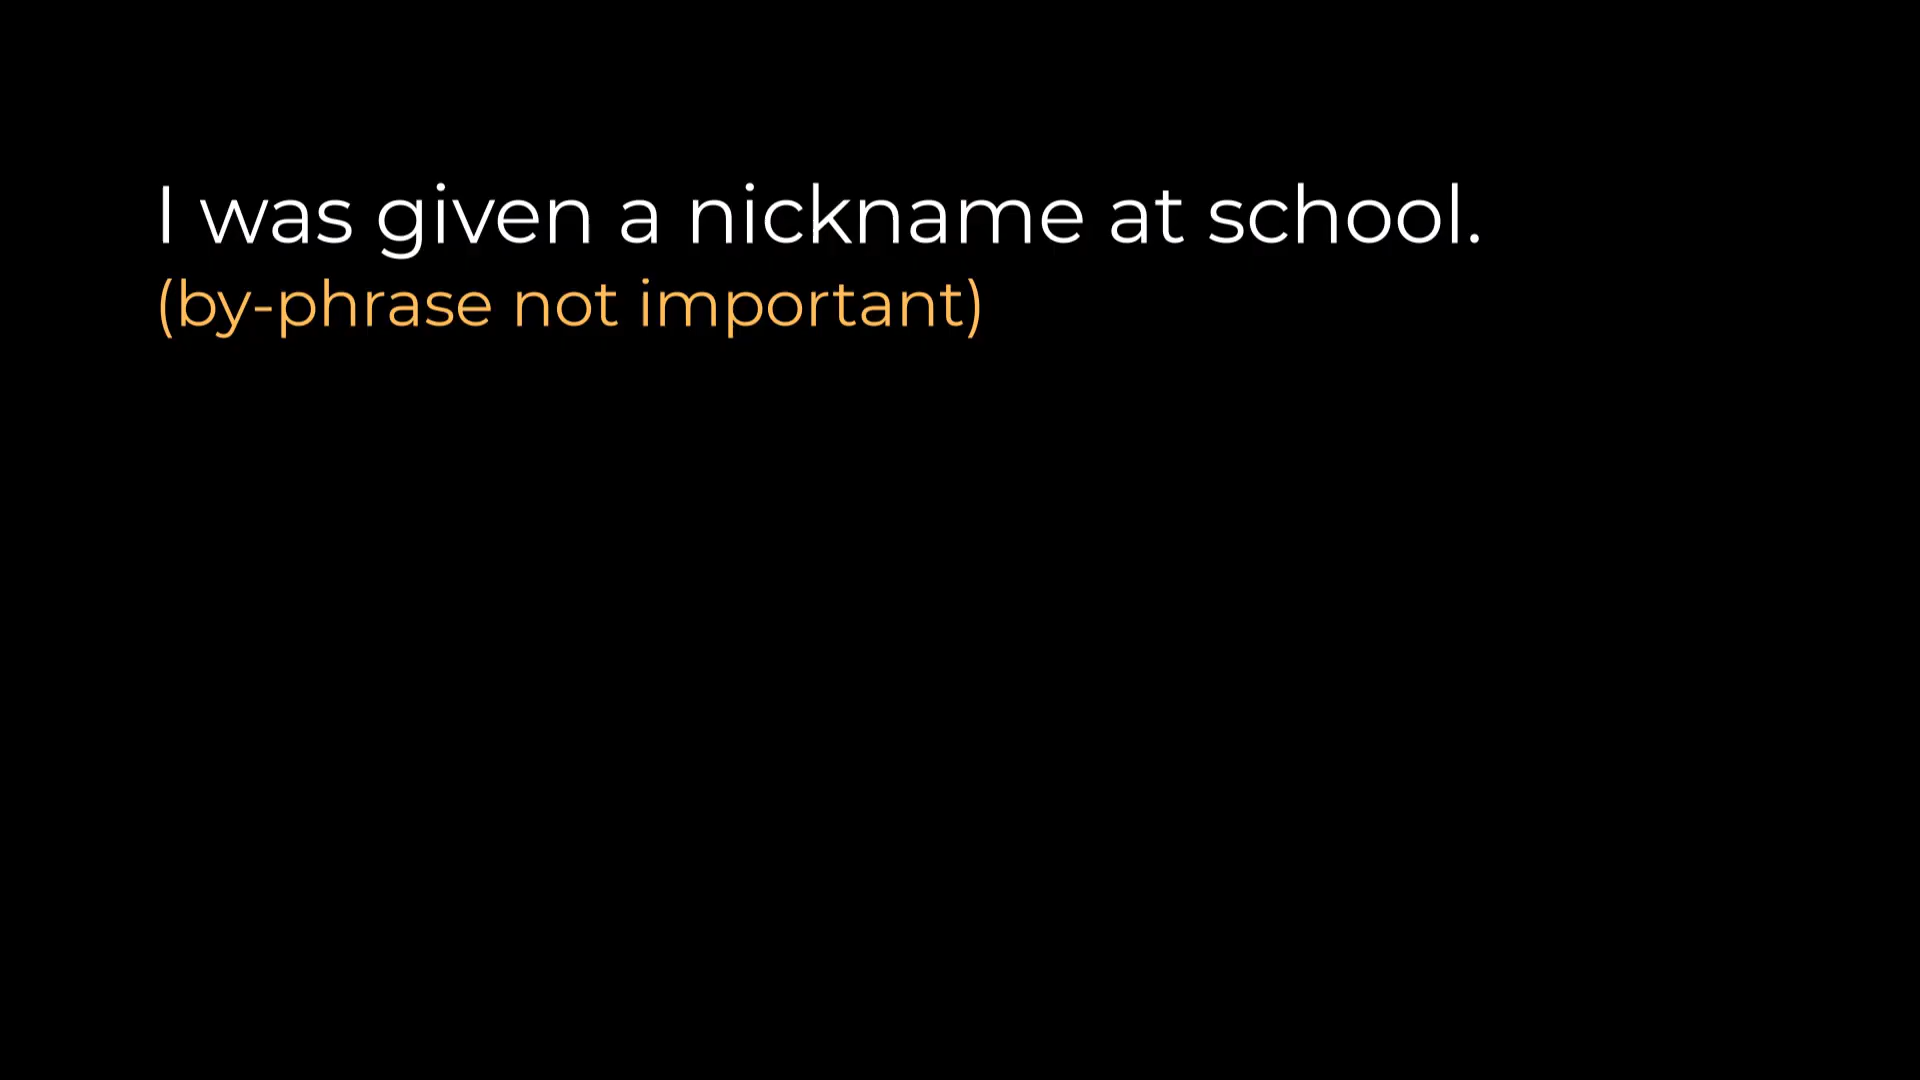 I was given a nickname at school.
(by-phrase not important)